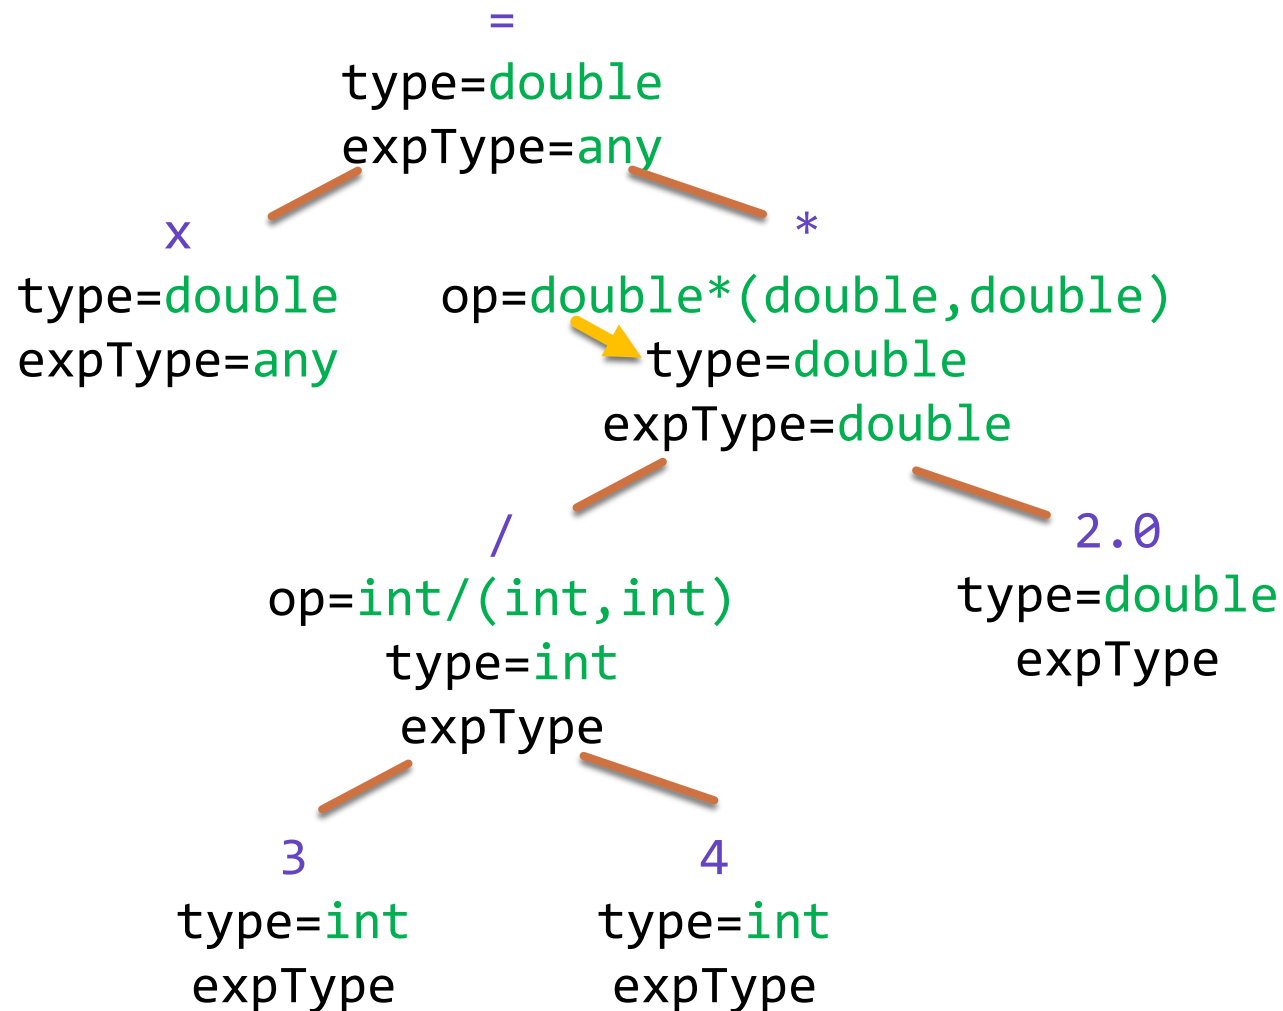 =
type=double
expType=any
x
type=double
expType=any
*
op=double*(double,double)
type=double
expType=double
/
op=int/(int,int)
type=int
expType
2.0
type=double
expType
3
type=int
expType
4
type=int
expType